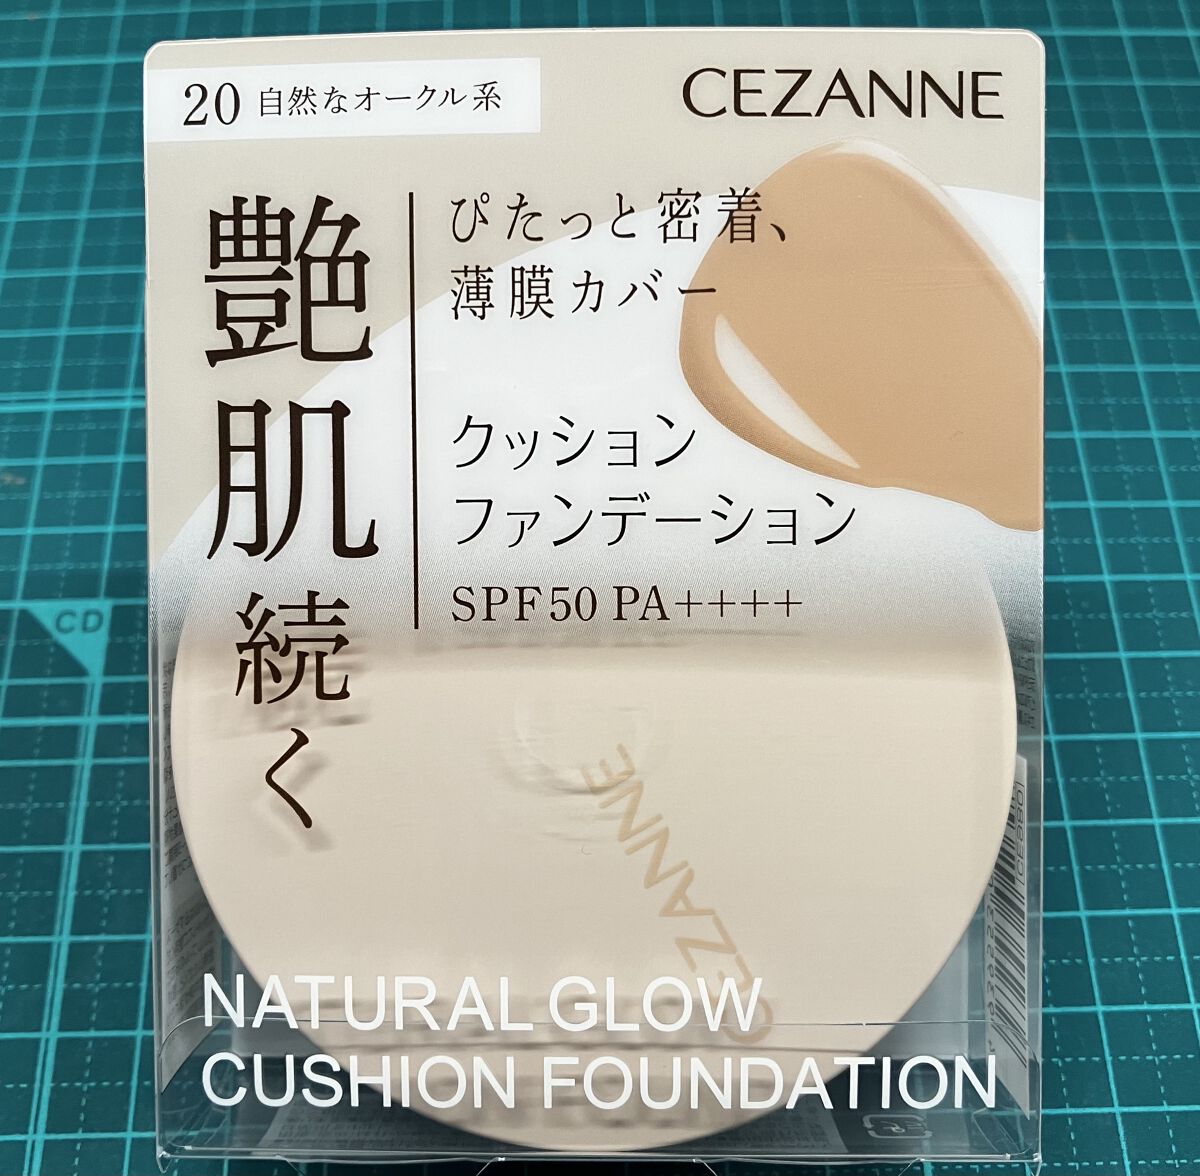 20 自然なオークル系
CEZANNE
艶肌続く
ぴたっと密着、
薄膜カバー
クッション
ファンデーション
SPF50 PA++++
CEZANNE
NATURAL GLOW
CUSHION FOUNDATION
CD